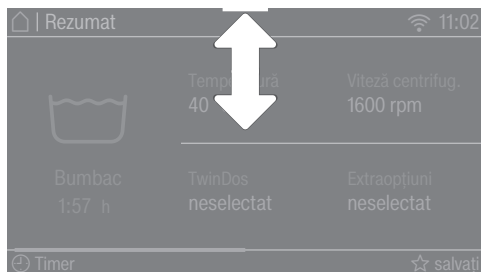 | Rezumat 11:02
Temperatură Viteză centrifug.
40 1600 rpm
Bumbac TwinDos Extraopțiuni
1:57 h neselectat neselectat
Timer salvați